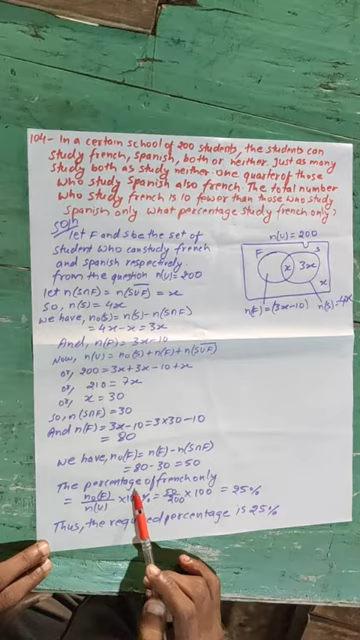 104- In a certain school of 200 students, the students can
study french, spanish, both or neither. Just as many
study both as study neither. One quarter of those
who study spanish also french. The total number
who study french is 10 fewer than those who study
spanish only what percentage study french only?
Soln
let F and S be the set of
student who can study french
and spanish respectively
from the question n(U)=200
let n(S∩F) = n(S∪F)‾ = x
So, n(S) = 4x
we have, n₀(S) = n(S) - n(S∩F)
= 4x-x = 3x
And, n(F) = 3x-10
Now, n(U) = n₀(S) + n(F) + n(S∪F)‾
or, 200 = 3x+3x-10+x
or, 210 = 7x
or, x = 30
So, n(S∩F) = 30
And n(F) = 3x-10 = 3×30-10
= 80
we have, n₀(F) = n(F) - n(S∩F)
= 80-30 = 50
The percentage of french only
= n₀(F)/n(U) × 100% = 50/200 × 100 = 25%
Thus, the required percentage is 25%
n(U) = 200
F
S
x
3x
x
n(F)=(3x-10)
n(S)=4x